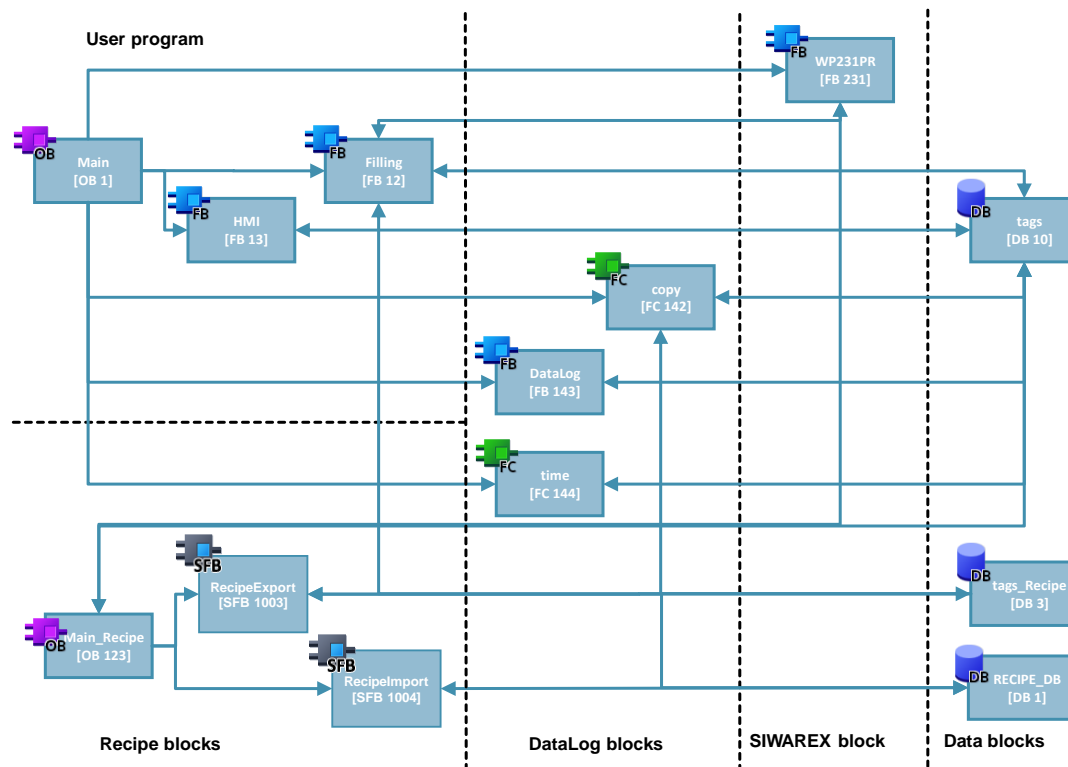 User program
FB
WP231PR
[FB 231]
OB
Main
[OB 1]
FB
Filling
[FB 12]
FB
HMI
[FB 13]
DB
tags
[DB 10]
FC
copy
[FC 142]
FB
DataLog
[FB 143]
FC
time
[FC 144]
SFB
RecipeExport
[SFB 1003]
DB
tags_Recipe
[DB 3]
OB
Main_Recipe
[OB 123]
SFB
RecipeImport
[SFB 1004]
DB
RECIPE_DB
[DB 1]
Recipe blocks
DataLog blocks
SIWAREX block
Data blocks